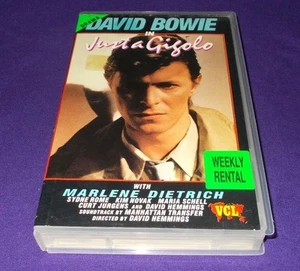 DAVID BOWIE
IN
Just a Gigolo
WEEKLY
RENTAL
WITH
MARLENE DIETRICH
SYDNE ROME KIM NOVAK MARIA SCHELL
CURT JURGENS AND DAVID HEMMINGS
SOUNDTRACK BY MANHATTAN TRANSFER
DIRECTED BY DAVID HEMMINGS
VCL